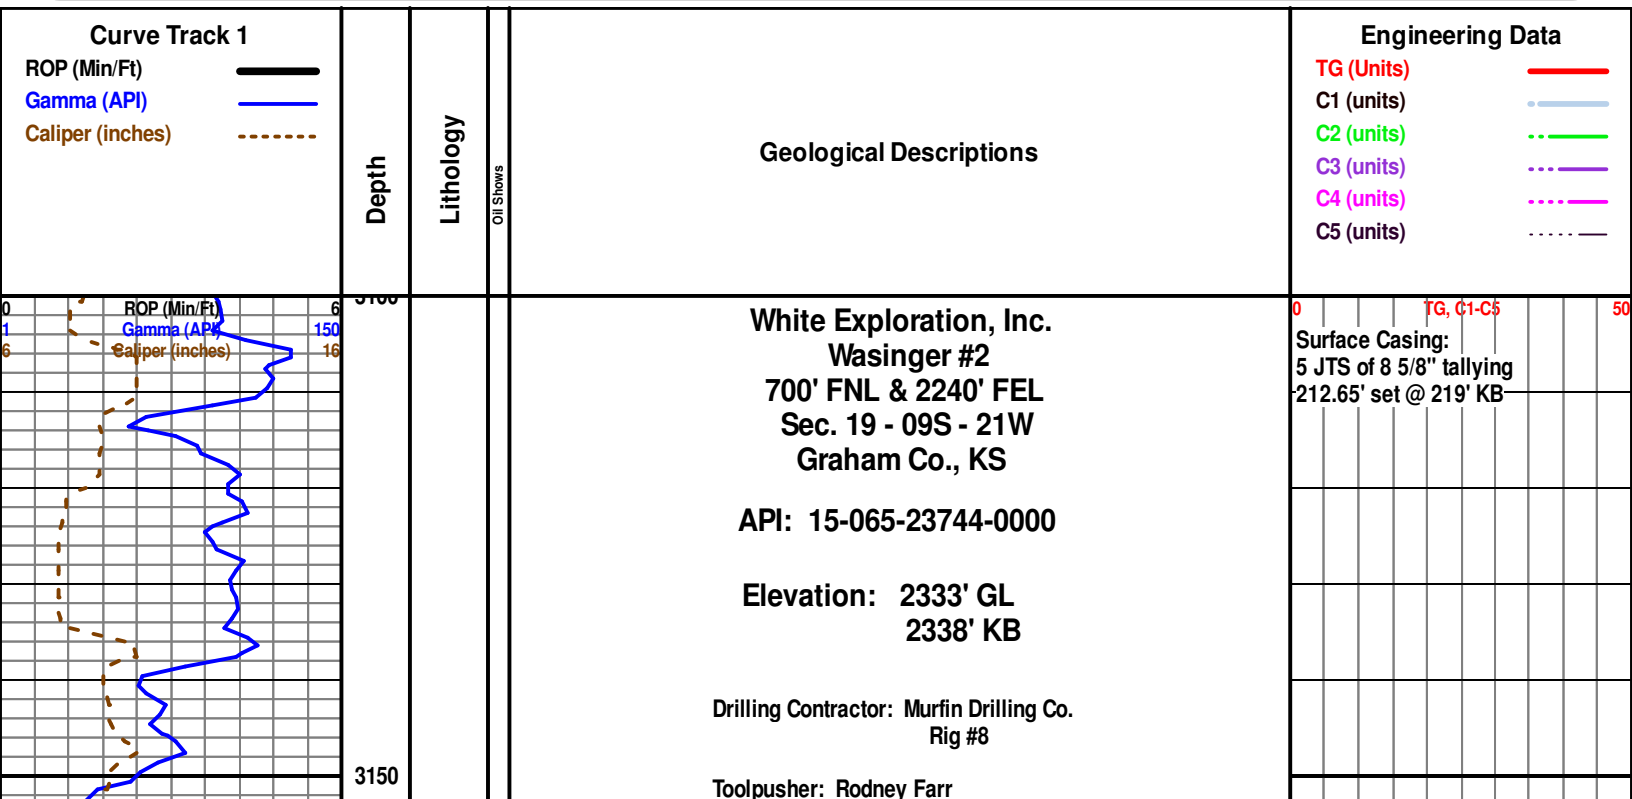 Curve Track 1
ROP (Min/Ft)
Gamma (API)
Caliper (inches)
Depth
Lithology
Oil Shows
Geological Descriptions
Engineering Data
TG (Units)
C1 (units)
C2 (units)
C3 (units)
C4 (units)
C5 (units)
0 ROP (Min/Ft) 6
1 Gamma (API) 150
6 Caliper (inches) 16
3100
3150
White Exploration, Inc.
Wasinger #2
700' FNL & 2240' FEL
Sec. 19 - 09S - 21W
Graham Co., KS
API: 15-065-23744-0000
Elevation: 2333' GL
2338' KB
Drilling Contractor: Murfin Drilling Co.
Rig #8
Toolpusher: Rodney Farr
0 TG, C1-C5 50
Surface Casing:
5 JTS of 8 5/8" tallying
212.65' set @ 219' KB